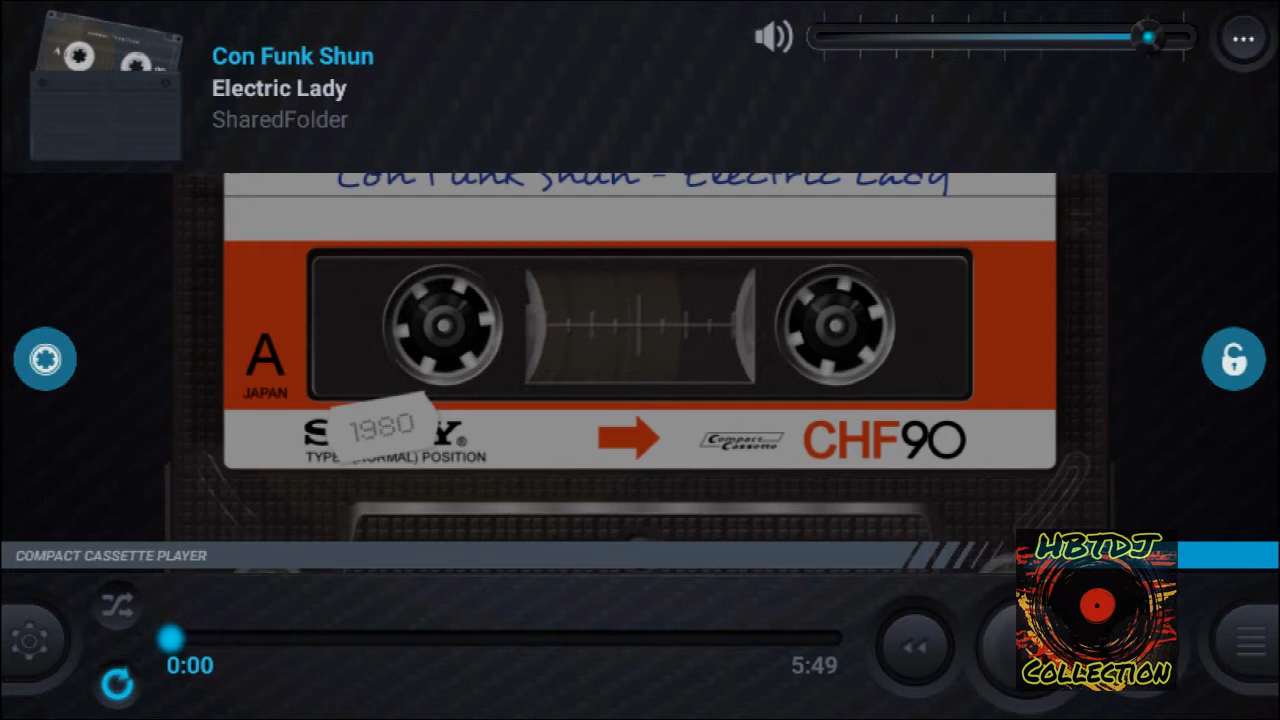 Con Funk Shun
Electric Lady
SharedFolder
Con Funk Shun - Electric Lady
A
JAPAN
1980
S Y®
TYPE (NORMAL) POSITION
Compact Cassette
CHF90
COMPACT CASSETTE PLAYER
HBTDJ
COLLECTION
0:00
5:49